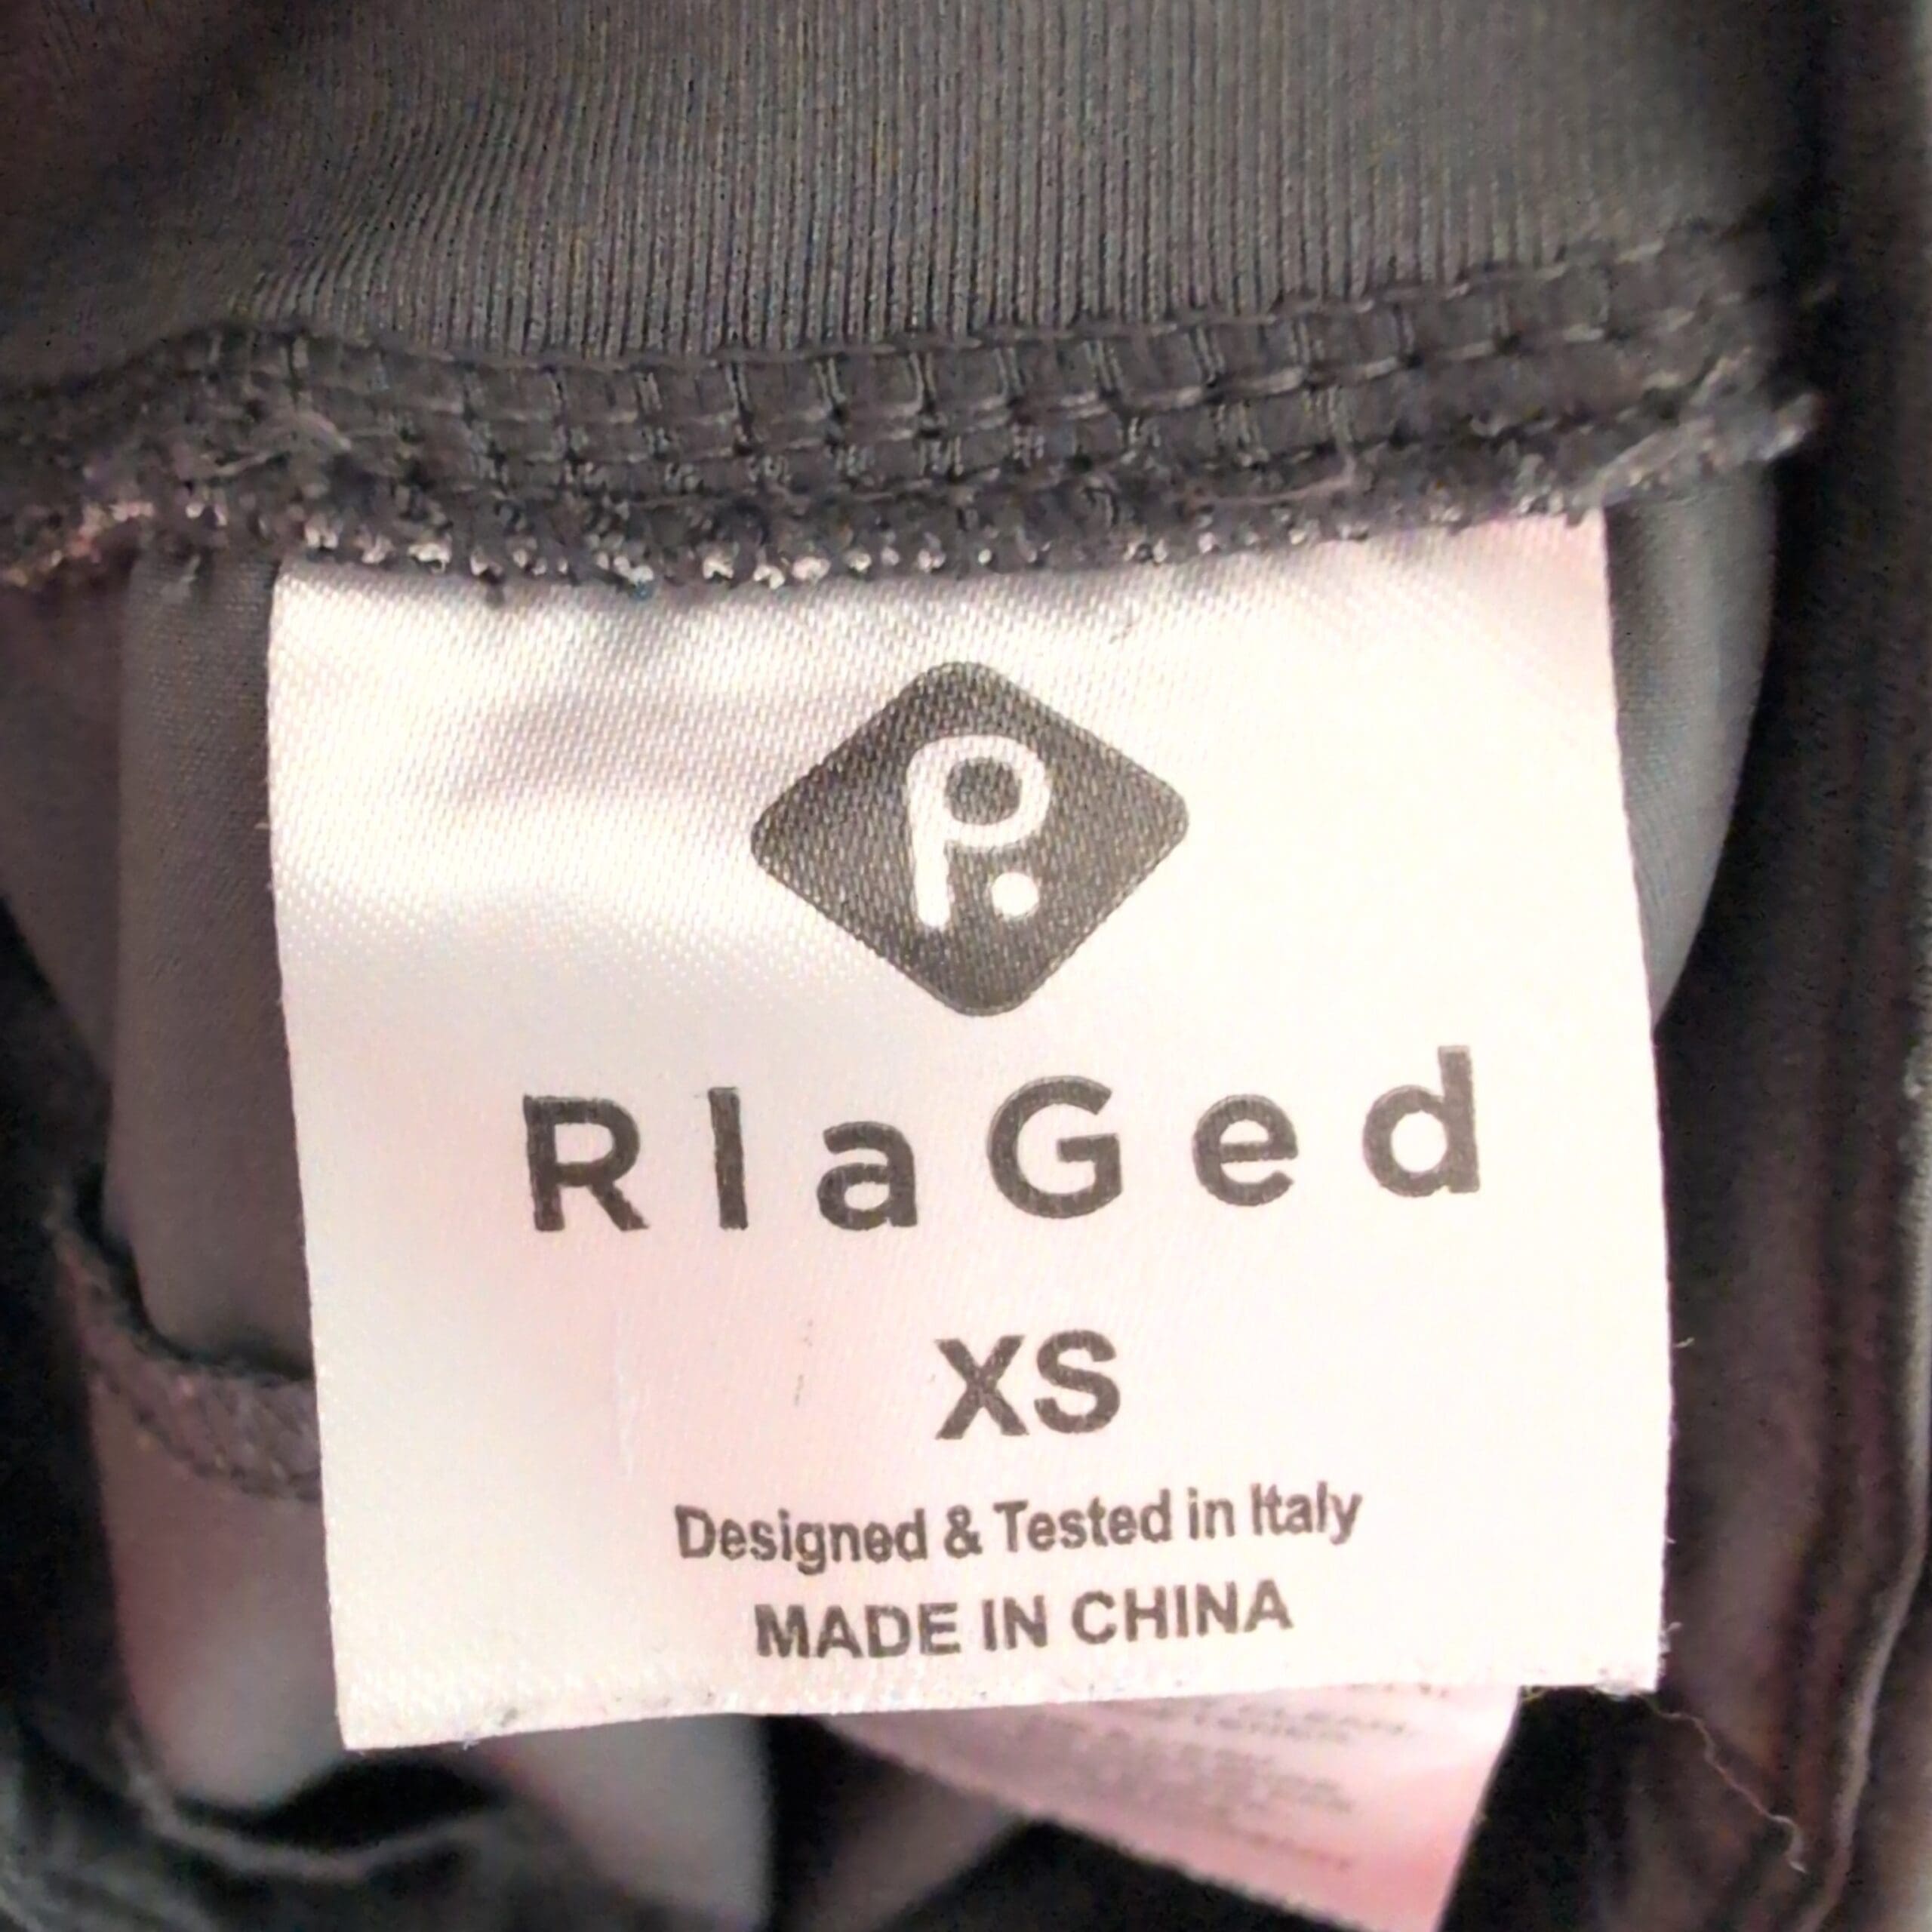 R.
RlaGed
XS
Designed & Tested in Italy
MADE IN CHINA